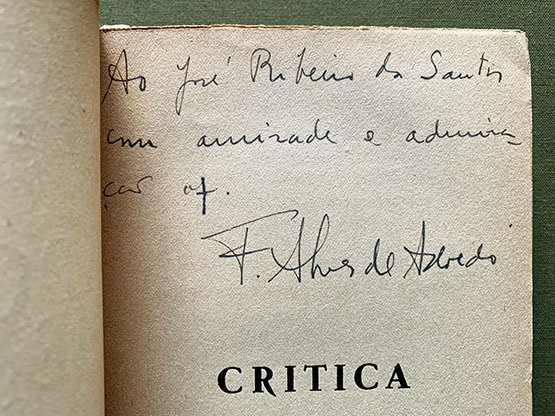 Ao José Ribeiro dos Santos
com amizade e admira-
ção of.
F. Alves de Azevedo
CRITICA